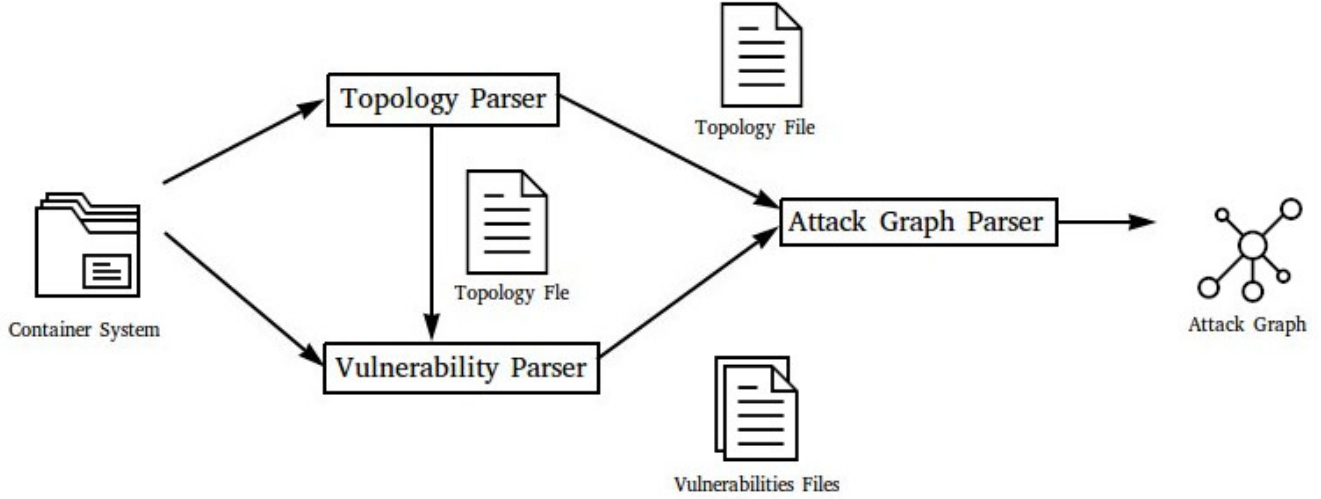 Topology File
Topology Parser
Attack Graph Parser
Topology Fle
Container System
Attack Graph
Vulnerability Parser
Vulnerabilities Files